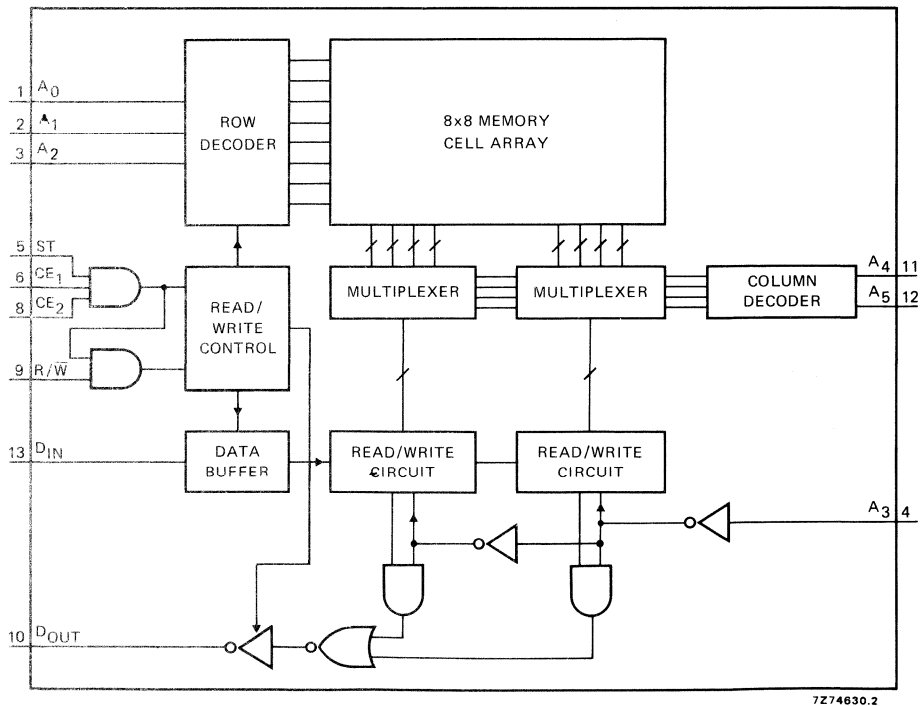 1 A0
2 A1
3 A2
ROW
DECODER
8x8 MEMORY
CELL ARRAY
5 ST
6 CE1
8 CE2
9 R/W̅
READ/
WRITE
CONTROL
MULTIPLEXER
MULTIPLEXER
COLUMN
DECODER
A4 11
A5 12
13 DIN
DATA
BUFFER
READ/WRITE
CIRCUIT
READ/WRITE
CIRCUIT
A3 4
10 DOUT
7Z74630.2